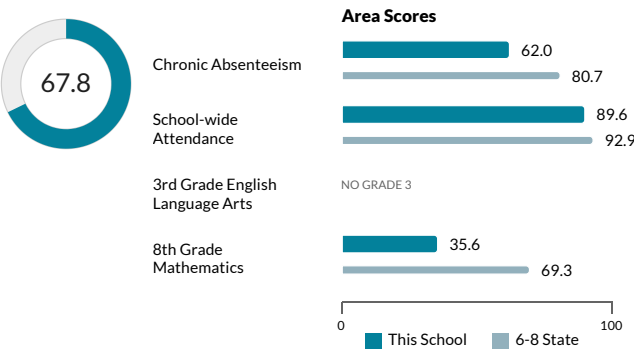 Area Scores
67.8
Chronic Absenteeism
62.0
80.7
School-wide
Attendance
89.6
92.9
3rd Grade English
Language Arts
NO GRADE 3
8th Grade
Mathematics
35.6
69.3
0
100
This School
6-8 State